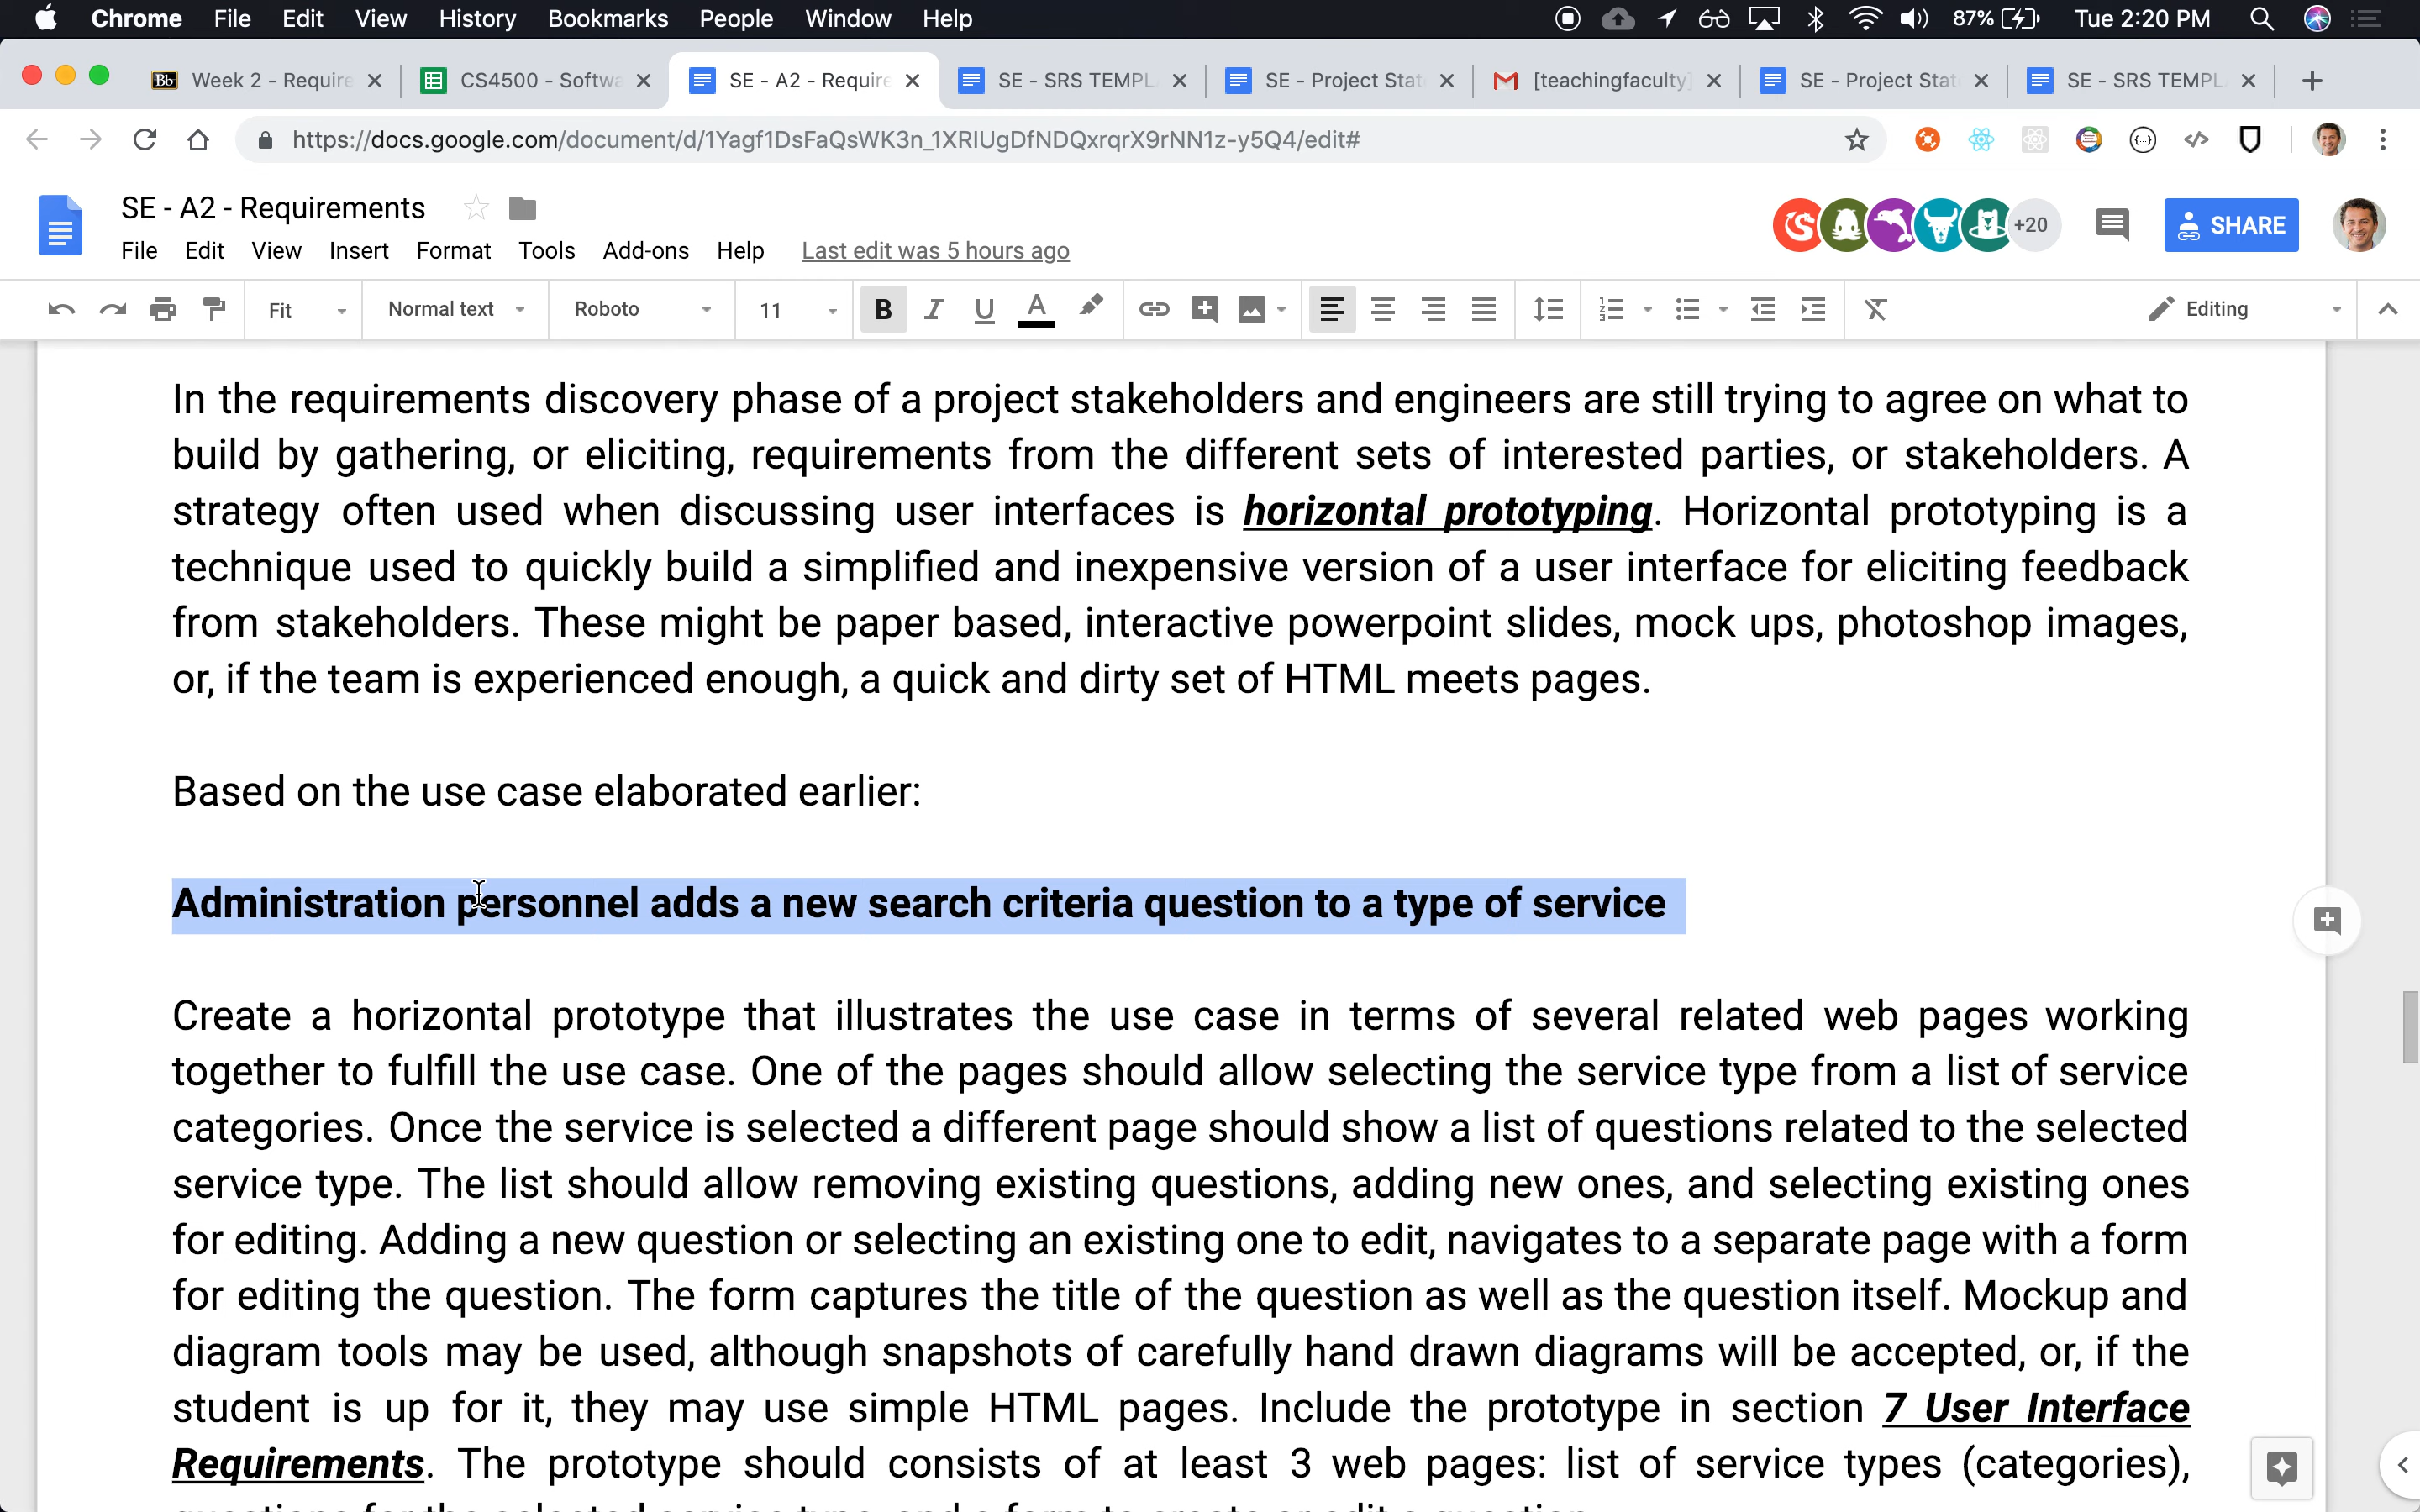 Chrome File Edit View History Bookmarks People Window Help 87% Tue 2:20 PM
Bb Week 2 - Require CS4500 - Softwa SE - A2 - Require SE - SRS TEMPL SE - Project Stat [teachingfaculty] SE - Project Stat SE - SRS TEMPL
https://docs.google.com/document/d/1Yagf1DsFaQsWK3n_1XRIUgDfNDQxrqrX9rNN1z-y5Q4/edit#
SE - A2 - Requirements
+20 SHARE
File Edit View Insert Format Tools Add-ons Help Last edit was 5 hours ago
Fit Normal text Roboto 11 B I U A Editing
In the requirements discovery phase of a project stakeholders and engineers are still trying to agree on what to
build by gathering, or eliciting, requirements from the different sets of interested parties, or stakeholders. A
strategy often used when discussing user interfaces is horizontal prototyping. Horizontal prototyping is a
technique used to quickly build a simplified and inexpensive version of a user interface for eliciting feedback
from stakeholders. These might be paper based, interactive powerpoint slides, mock ups, photoshop images,
or, if the team is experienced enough, a quick and dirty set of HTML meets pages.
Based on the use case elaborated earlier:
Administration personnel adds a new search criteria question to a type of service
Create a horizontal prototype that illustrates the use case in terms of several related web pages working
together to fulfill the use case. One of the pages should allow selecting the service type from a list of service
categories. Once the service is selected a different page should show a list of questions related to the selected
service type. The list should allow removing existing questions, adding new ones, and selecting existing ones
for editing. Adding a new question or selecting an existing one to edit, navigates to a separate page with a form
for editing the question. The form captures the title of the question as well as the question itself. Mockup and
diagram tools may be used, although snapshots of carefully hand drawn diagrams will be accepted, or, if the
student is up for it, they may use simple HTML pages. Include the prototype in section 7 User Interface
Requirements. The prototype should consists of at least 3 web pages: list of service types (categories),